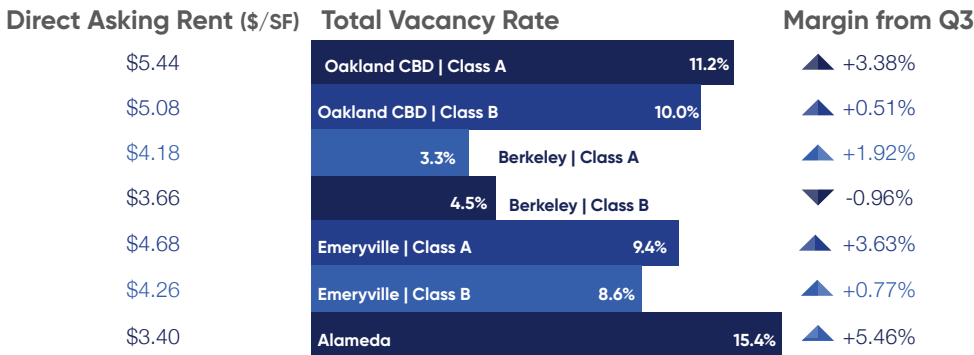 Direct Asking Rent ($/SF) Total Vacancy Rate Margin from Q3
$5.44 Oakland CBD | Class A 11.2% +3.38%
$5.08 Oakland CBD | Class B 10.0% +0.51%
$4.18 3.3% Berkeley | Class A +1.92%
$3.66 4.5% Berkeley | Class B -0.96%
$4.68 Emeryville | Class A 9.4% +3.63%
$4.26 Emeryville | Class B 8.6% +0.77%
$3.40 Alameda 15.4% +5.46%